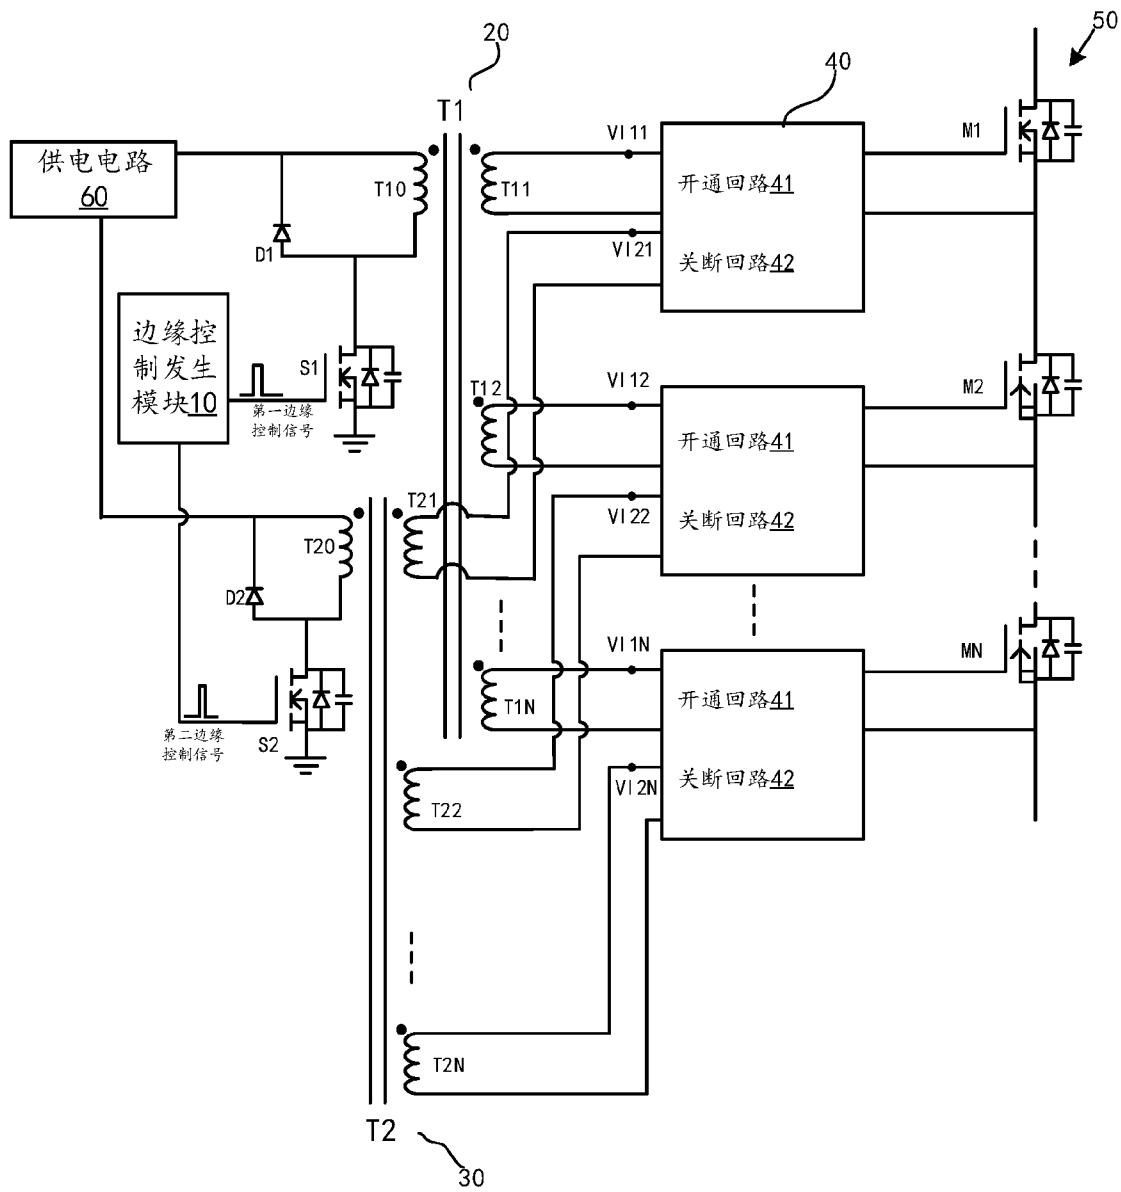 50
20
40
T1
VI11
M1
供电电路
60
T10
T11
开通回路41
D1
VI21
关断回路42
边缘控
制发生
模块10
S1
第一边缘
控制信号
T12
VI12
M2
开通回路41
T21
VI22
关断回路42
T20
D2
VI1N
MN
T1N
开通回路41
第二边缘
控制信号
S2
VI2N
关断回路42
T22
T2N
T2
30